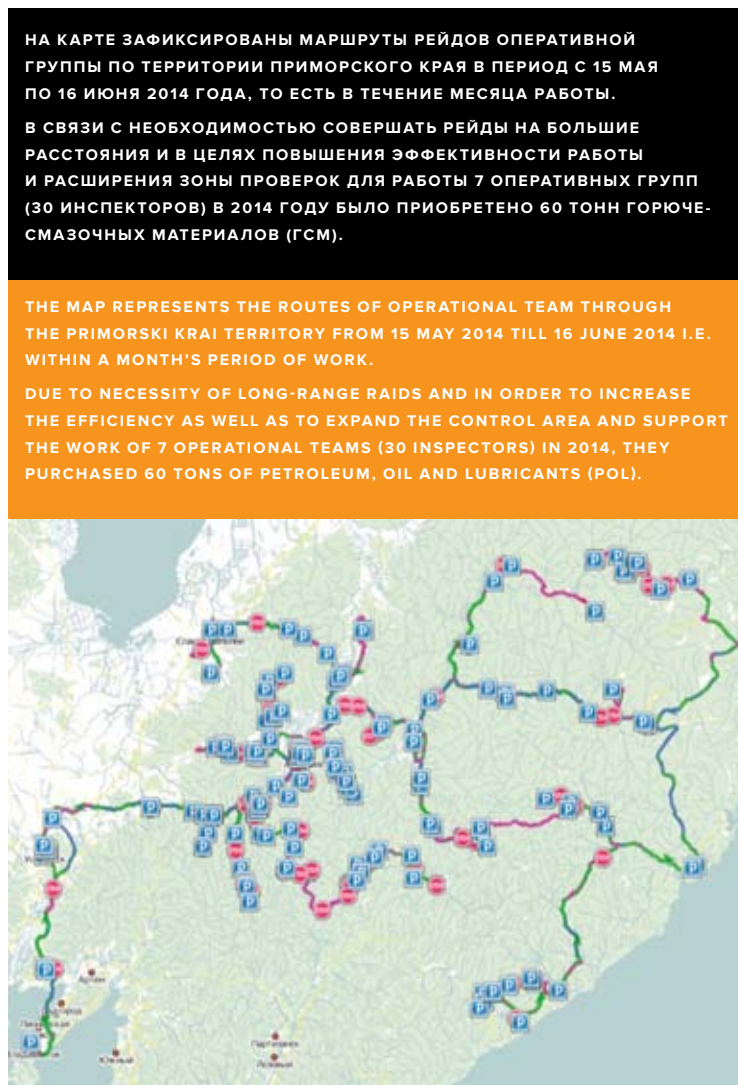 НА КАРТЕ ЗАФИКСИРОВАНЫ МАРШРУТЫ РЕЙДОВ ОПЕРАТИВНОЙ
ГРУППЫ ПО ТЕРРИТОРИИ ПРИМОРСКОГО КРАЯ В ПЕРИОД С 15 МАЯ
ПО 16 ИЮНЯ 2014 ГОДА, ТО ЕСТЬ В ТЕЧЕНИЕ МЕСЯЦА РАБОТЫ.
В СВЯЗИ С НЕОБХОДИМОСТЬЮ СОВЕРШАТЬ РЕЙДЫ НА БОЛЬШИЕ
РАССТОЯНИЯ И В ЦЕЛЯХ ПОВЫШЕНИЯ ЭФФЕКТИВНОСТИ РАБОТЫ
И РАСШИРЕНИЯ ЗОНЫ ПРОВЕРОК ДЛЯ РАБОТЫ 7 ОПЕРАТИВНЫХ ГРУПП
(30 ИНСПЕКТОРОВ) В 2014 ГОДУ БЫЛО ПРИОБРЕТЕНО 60 ТОНН ГОРЮЧЕ-
СМАЗОЧНЫХ МАТЕРИАЛОВ (ГСМ).
THE MAP REPRESENTS THE ROUTES OF OPERATIONAL TEAM THROUGH
THE PRIMORSKI KRAI TERRITORY FROM 15 MAY 2014 TILL 16 JUNE 2014 I.E.
WITHIN A MONTH'S PERIOD OF WORK.
DUE TO NECESSITY OF LONG-RANGE RAIDS AND IN ORDER TO INCREASE
THE EFFICIENCY AS WELL AS TO EXPAND THE CONTROL AREA AND SUPPORT
THE WORK OF 7 OPERATIONAL TEAMS (30 INSPECTORS) IN 2014, THEY
PURCHASED 60 TONS OF PETROLEUM, OIL AND LUBRICANTS (POL).
Артем
Партизанск
Южный